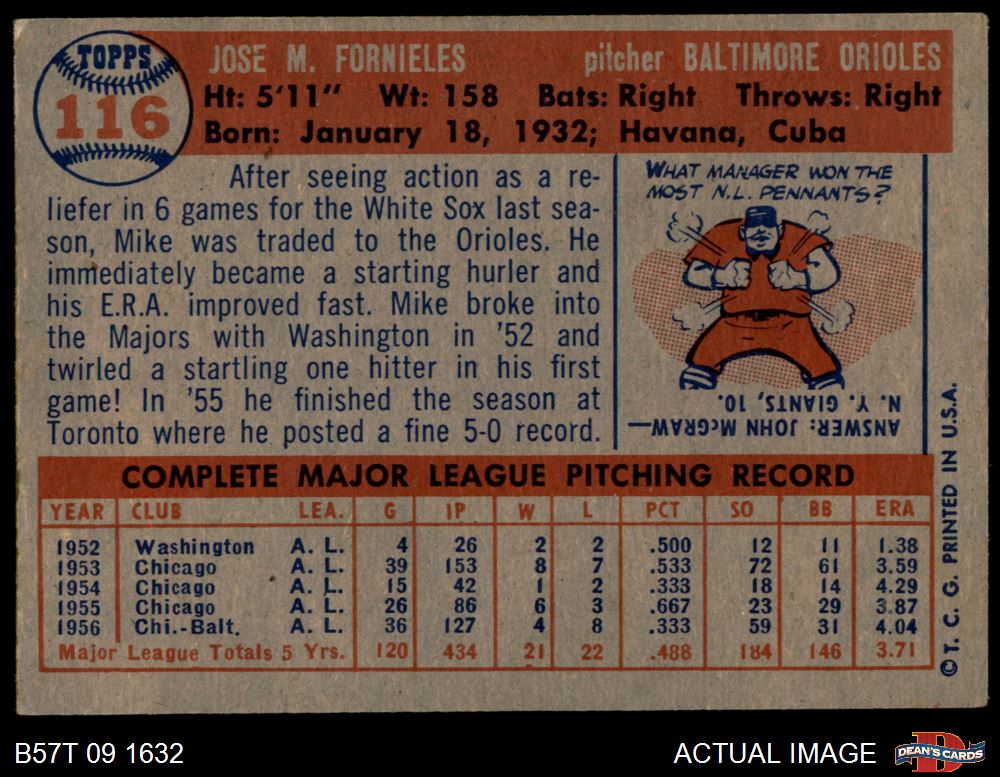 TOPPS
116
JOSE M. FORNIELES pitcher BALTIMORE ORIOLES
Ht: 5'11" Wt: 158 Bats: Right Throws: Right
Born: January 18, 1932; Havana, Cuba
After seeing action as a re-
liefer in 6 games for the White Sox last sea-
son, Mike was traded to the Orioles. He
immediately became a starting hurler and
his E.R.A. improved fast. Mike broke into
the Majors with Washington in '52 and
twirled a startling one hitter in his first
game! In '55 he finished the season at
Toronto where he posted a fine 5-0 record.
WHAT MANAGER WON THE
MOST N.L. PENNANTS?
ANSWER: JOHN McGRAW—
N. Y. GIANTS, 10.
COMPLETE MAJOR LEAGUE PITCHING RECORD
YEAR CLUB LEA. G IP W L PCT SO BB ERA
1952 Washington A. L. 4 26 2 2 .500 12 11 1.38
1953 Chicago A. L. 39 153 8 7 .533 72 61 3.59
1954 Chicago A. L. 15 42 1 2 .333 18 14 4.29
1955 Chicago A. L. 26 86 6 3 .667 23 29 3.87
1956 Chi.-Balt. A. L. 36 127 4 8 .333 59 31 4.04
Major League Totals 5 Yrs. 120 434 21 22 .488 184 146 3.71
© T. C. G. PRINTED IN U.S.A.
B57T 09 1632 ACTUAL IMAGE
D
DEAN'S CARDS